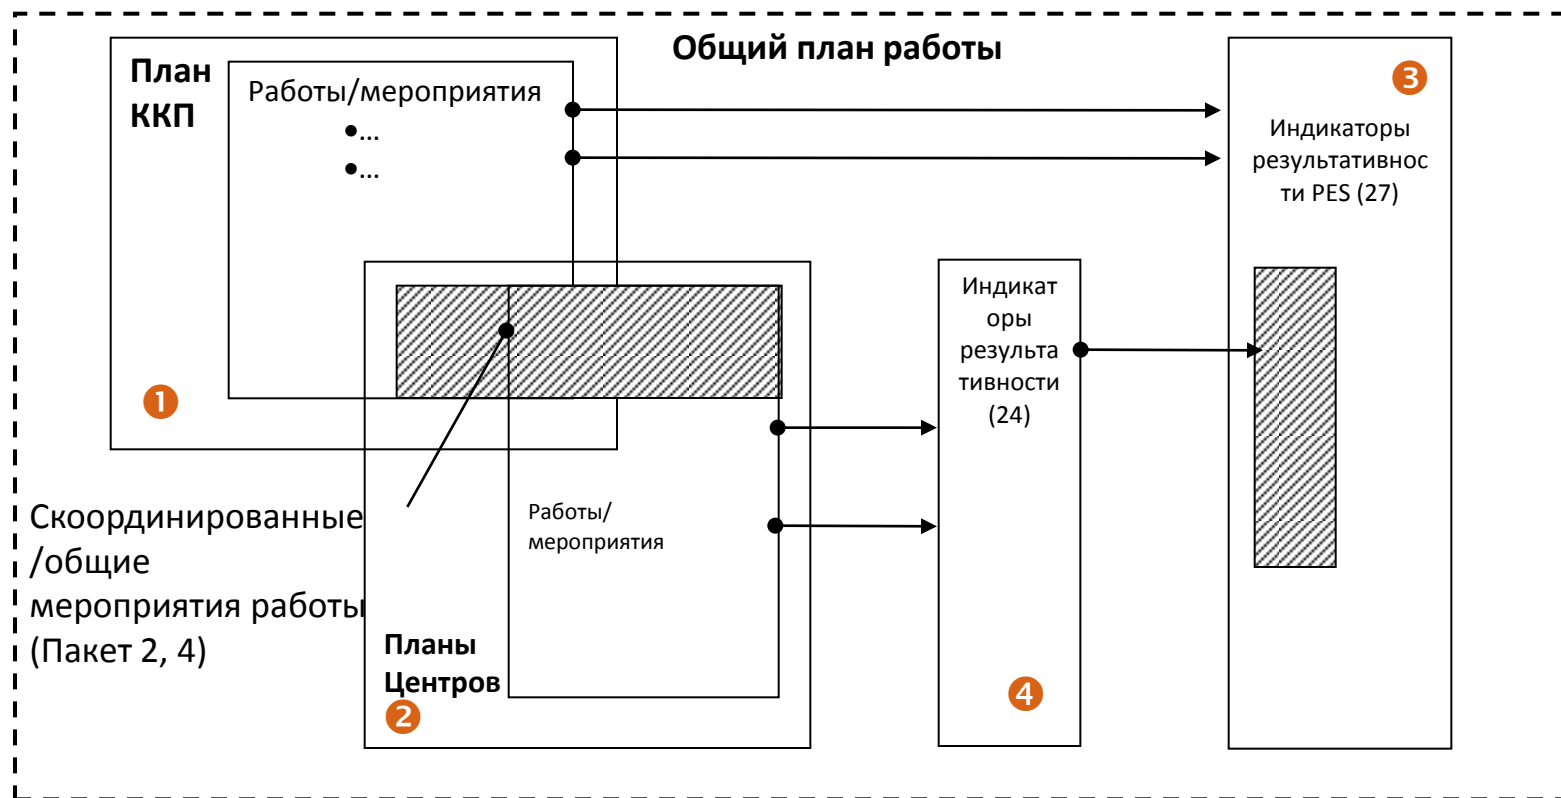 Общий план работы
План
ККП
Работы/мероприятия
•...
•...
❶
❸
Индикаторы
результативнос
ти PES (27)
Индикат
оры
результа
тивности
(24)
❹
Скоординированные
/общие
мероприятия работы
(Пакет 2, 4)
Работы/
мероприятия
Планы
Центров
❷